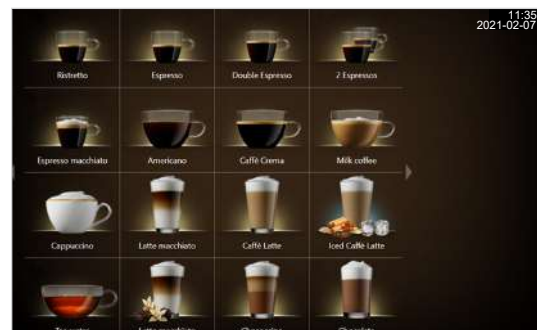 11:35
2021-02-07
Ristretto
Espresso
Double Espresso
2 Espressos
Espresso macchiato
Americano
Caffè Crema
Milk coffee
Cappuccino
Latte macchiato
Caffè Latte
Iced Caffè Latte